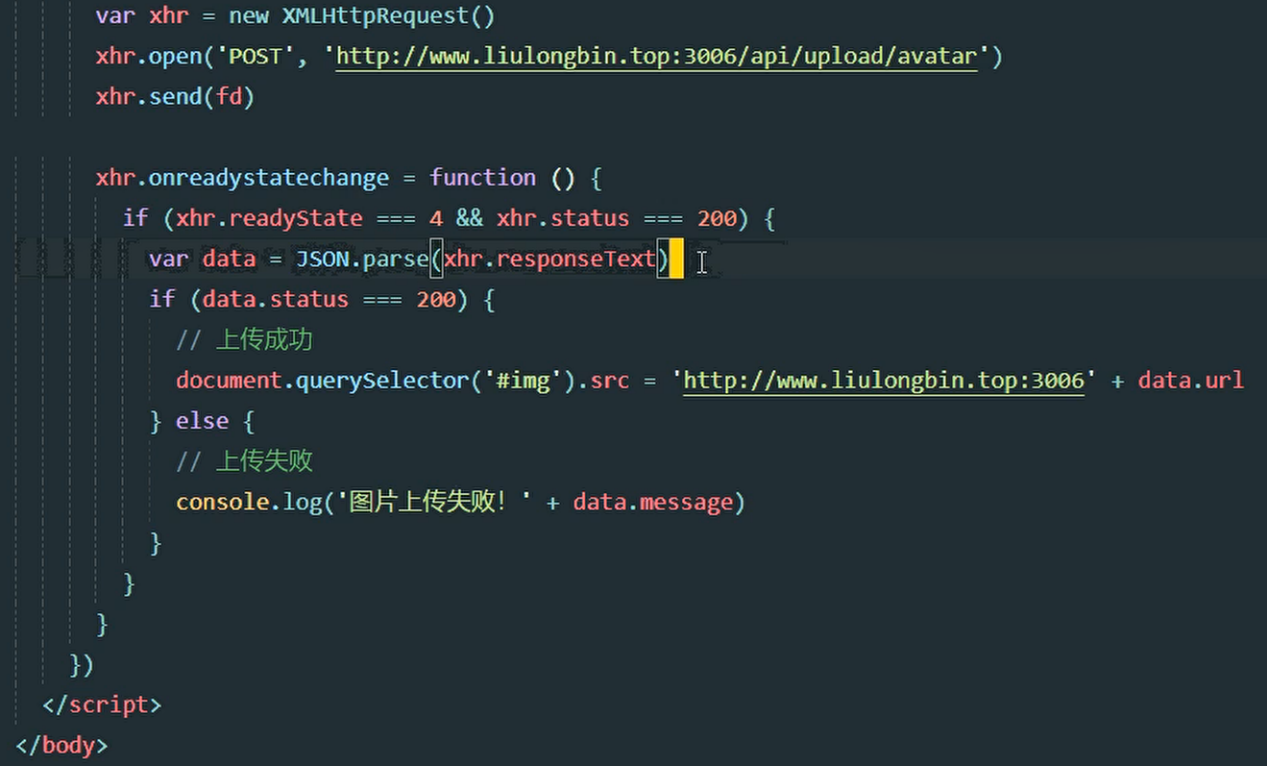 var xhr = new XMLHttpRequest()
xhr.open('POST', 'http://www.liulongbin.top:3006/api/upload/avatar')
xhr.send(fd)
xhr.onreadystatechange = function () {
if (xhr.readyState === 4 && xhr.status === 200) {
var data = JSON.parse(xhr.responseText)
if (data.status === 200) {
// 上传成功
document.querySelector('#img').src = 'http://www.liulongbin.top:3006' + data.url
} else {
// 上传失败
console.log('图片上传失败！' + data.message)
}
}
}
})
</script>
</body>